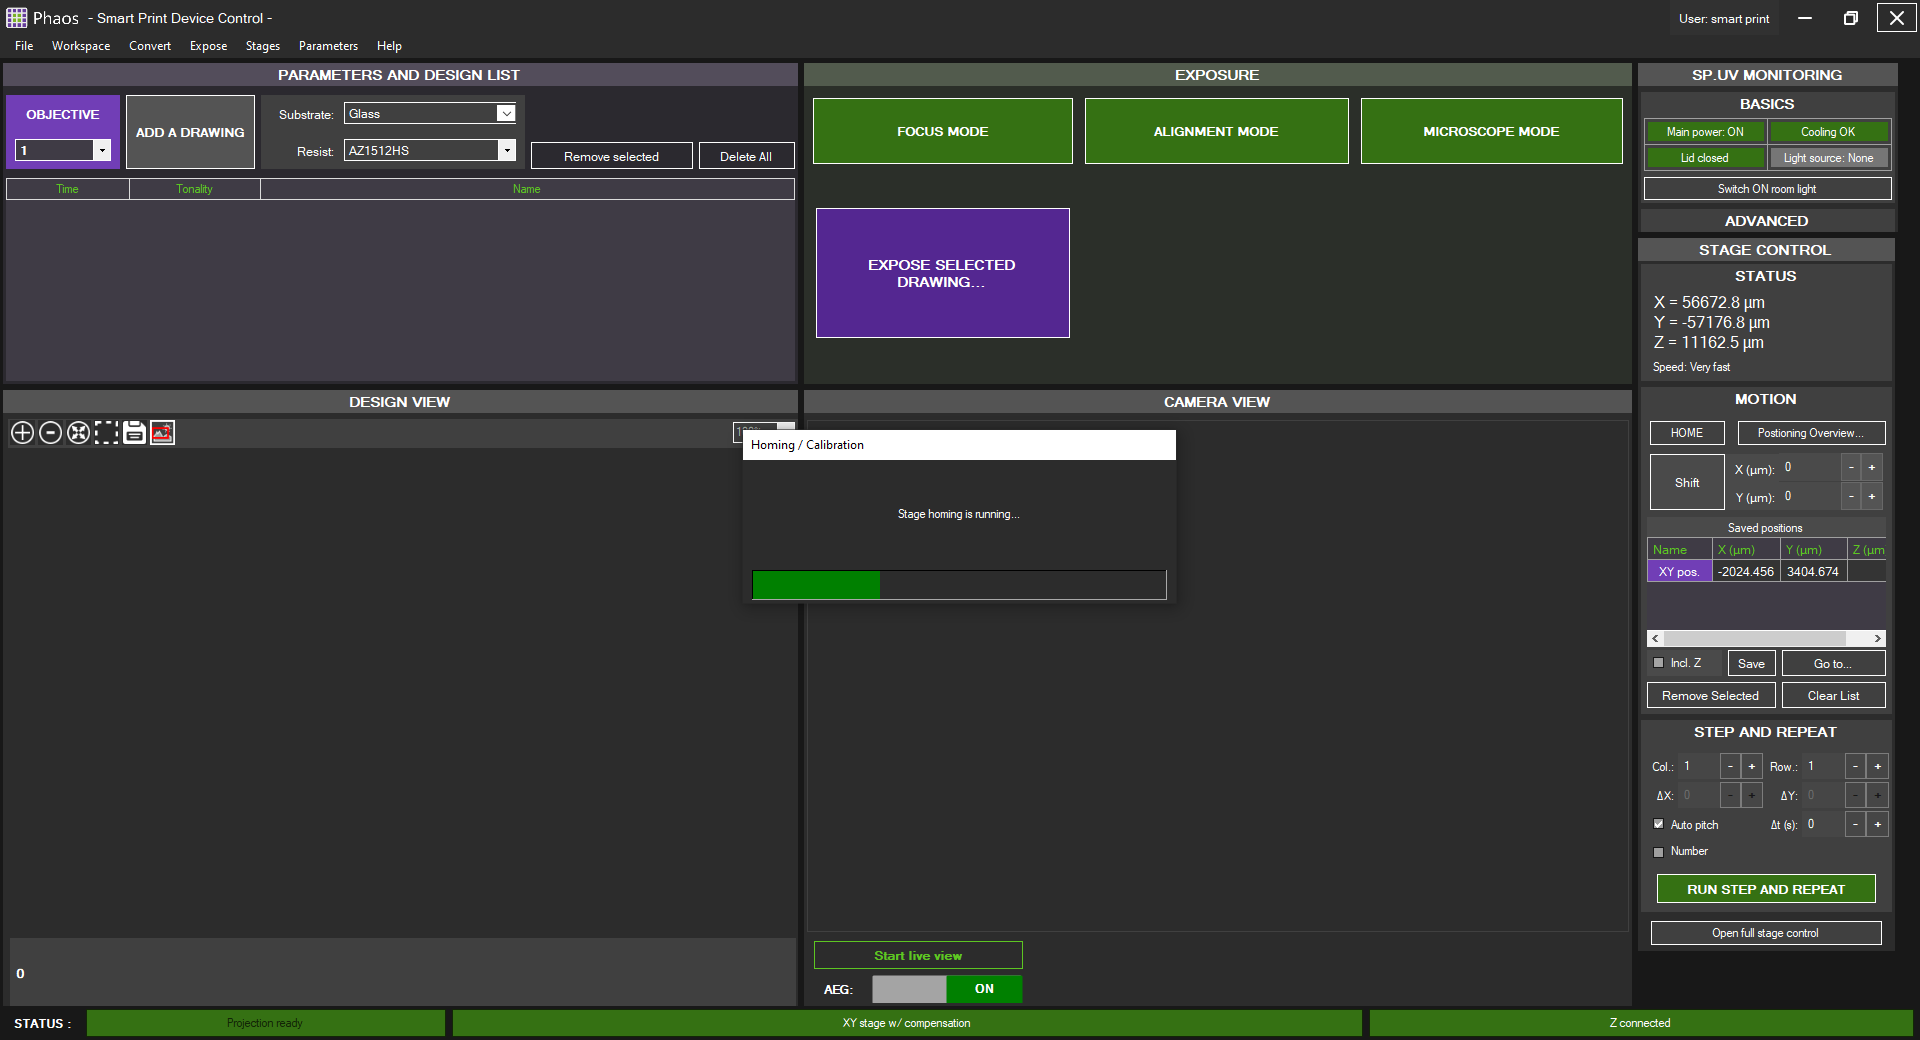 Phaos - Smart Print Device Control -
User: smart print
File Workspace Convert Expose Stages Parameters Help
PARAMETERS AND DESIGN LIST
OBJECTIVE
1
ADD A DRAWING
Substrate: Glass
Resist: AZ1512HS
Remove selected
Delete All
Time Tonality Name
EXPOSURE
FOCUS MODE
ALIGNMENT MODE
MICROSCOPE MODE
EXPOSE SELECTED
DRAWING...
DESIGN VIEW
0
CAMERA VIEW
Homing / Calibration
Stage homing is running...
Start live view
AEG: ON
SP.UV MONITORING
BASICS
Main power: ON Cooling OK
Lid closed Light source: None
Switch ON room light
ADVANCED
STAGE CONTROL
STATUS
X = 56672.8 µm
Y = -57176.8 µm
Z = 11162.5 µm
Speed: Very fast
MOTION
HOME Postioning Overview...
Shift
X (µm): 0 - +
Y (µm): 0 - +
Saved positions
Name X (µm) Y (µm) Z (µm
XY pos. -2024.456 3404.674
Incl. Z Save Go to...
Remove Selected Clear List
STEP AND REPEAT
Col.: 1 - + Row.: 1 - +
ΔX: 0 - + ΔY: 0 - +
Auto pitch Δt (s): 0 - +
Number
RUN STEP AND REPEAT
Open full stage control
STATUS : Projection ready XY stage w/ compensation Z connected